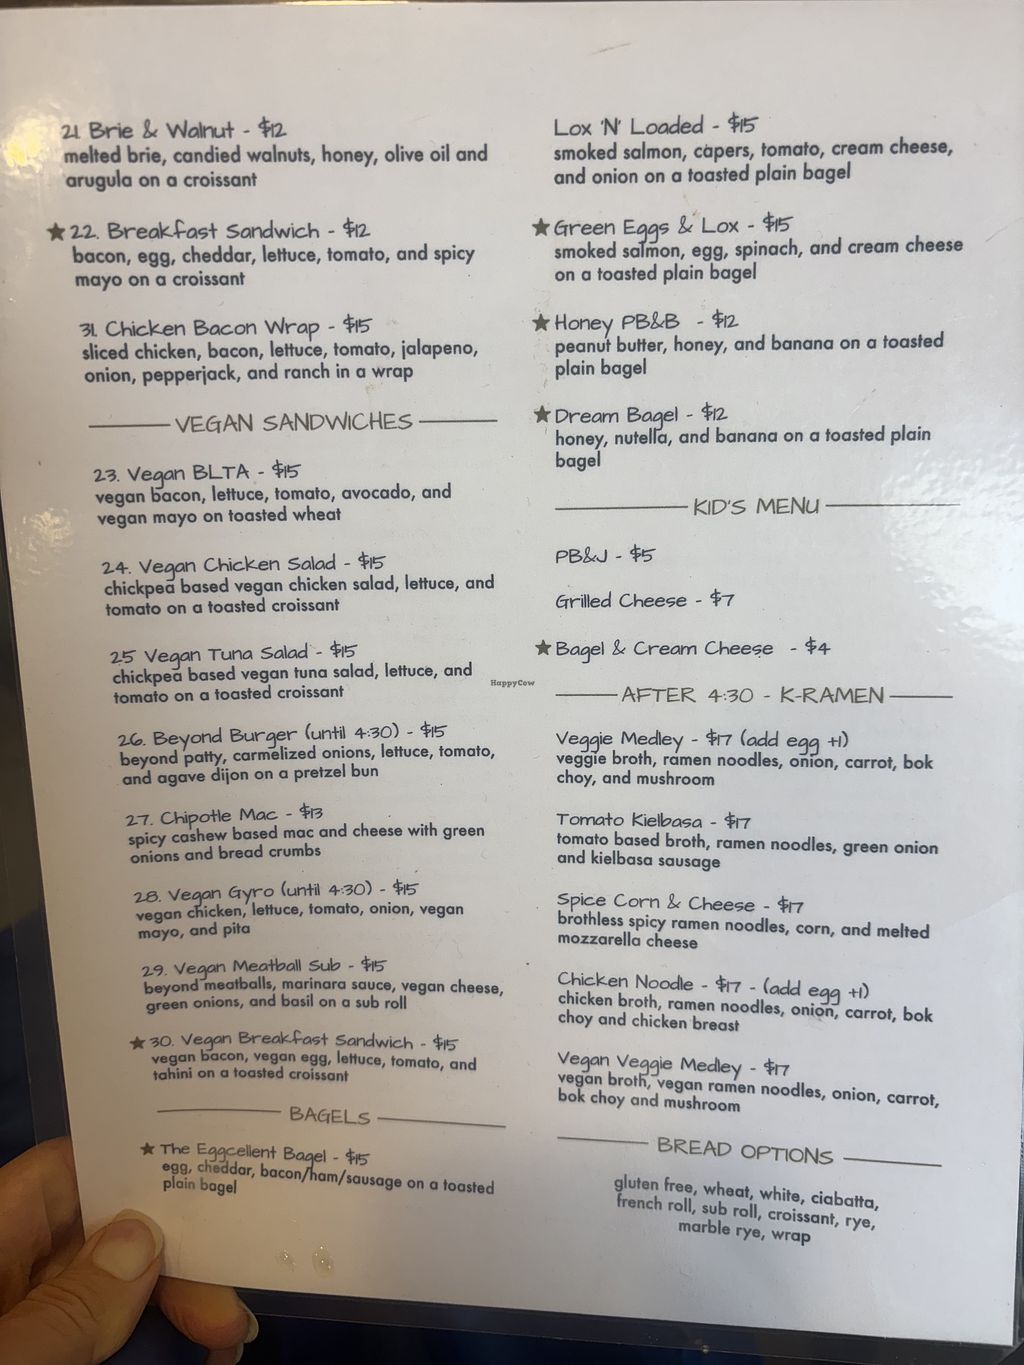 21. Brie & Walnut - $12
melted brie, candied walnuts, honey, olive oil and
arugula on a croissant
★ 22. Breakfast Sandwich - $12
bacon, egg, cheddar, lettuce, tomato, and spicy
mayo on a croissant
31. Chicken Bacon Wrap - $15
sliced chicken, bacon, lettuce, tomato, jalapeno,
onion, pepperjack, and ranch in a wrap
VEGAN SANDWICHES
23. Vegan BLTA - $15
vegan bacon, lettuce, tomato, avocado, and
vegan mayo on toasted wheat
24. Vegan Chicken Salad - $15
chickpea based vegan chicken salad, lettuce, and
tomato on a toasted croissant
25 Vegan Tuna Salad - $15
chickpea based vegan tuna salad, lettuce, and
tomato on a toasted croissant
26. Beyond Burger (until 4:30) - $15
beyond patty, carmelized onions, lettuce, tomato,
and agave dijon on a pretzel bun
27. Chipotle Mac - $13
spicy cashew based mac and cheese with green
onions and bread crumbs
28. Vegan Gyro (until 4:30) - $15
vegan chicken, lettuce, tomato, onion, vegan
mayo, and pita
29. Vegan Meatball Sub - $15
beyond meatballs, marinara sauce, vegan cheese,
green onions, and basil on a sub roll
★ 30. Vegan Breakfast Sandwich - $15
vegan bacon, vegan egg, lettuce, tomato, and
tahini on a toasted croissant
BAGELS
★ The Eggcellent Bagel - $15
egg, cheddar, bacon/ham/sausage on a toasted
plain bagel
Lox 'N' Loaded - $15
smoked salmon, capers, tomato, cream cheese,
and onion on a toasted plain bagel
★ Green Eggs & Lox - $15
smoked salmon, egg, spinach, and cream cheese
on a toasted plain bagel
★ Honey PB&B - $12
peanut butter, honey, and banana on a toasted
plain bagel
★ Dream Bagel - $12
honey, nutella, and banana on a toasted plain
bagel
KID'S MENU
PB&J - $5
Grilled Cheese - $7
★ Bagel & Cream Cheese - $4
AFTER 4:30 - K-RAMEN
Veggie Medley - $17 (add egg +1)
veggie broth, ramen noodles, onion, carrot, bok
choy, and mushroom
Tomato Kielbasa - $17
tomato based broth, ramen noodles, green onion
and kielbasa sausage
Spice Corn & Cheese - $17
brothless spicy ramen noodles, corn, and melted
mozzarella cheese
Chicken Noodle - $17 - (add egg +1)
chicken broth, ramen noodles, onion, carrot, bok
choy and chicken breast
Vegan Veggie Medley - $17
vegan broth, vegan ramen noodles, onion, carrot,
bok choy and mushroom
BREAD OPTIONS
gluten free, wheat, white, ciabatta,
french roll, sub roll, croissant, rye,
marble rye, wrap
HappyCow